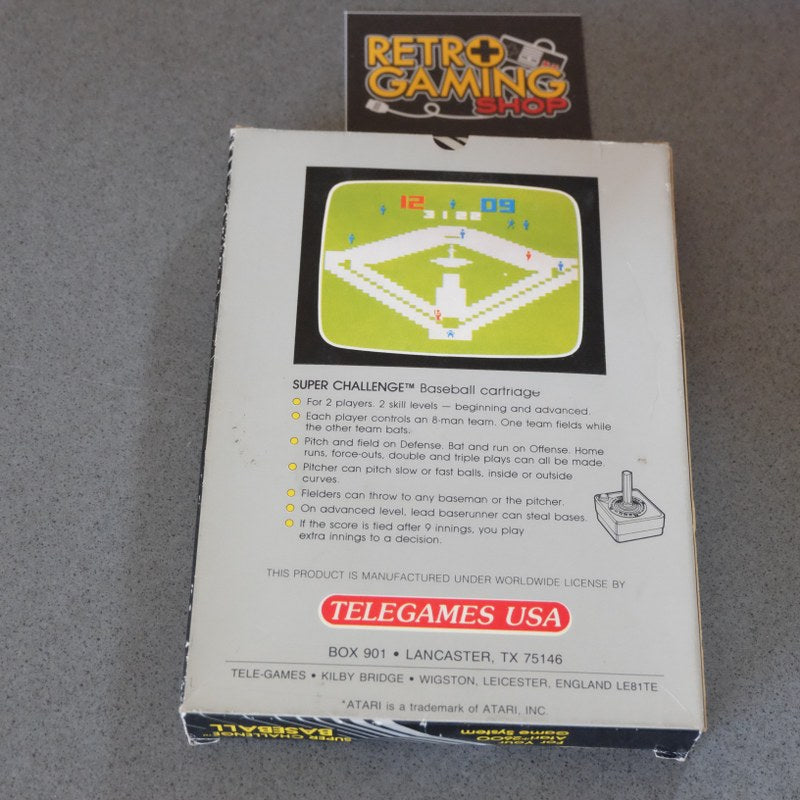 RETRO
GAMING
SHOP
12 09
3 1 2 2
SUPER CHALLENGE™ Baseball cartriage
For 2 players. 2 skill levels — beginning and advanced.
Each player controls an 8-man team. One team fields while
the other team bats.
Pitch and field on Defense. Bat and run on Offense. Home
runs, force-outs, double and triple plays can all be made.
Pitcher can pitch slow or fast balls, inside or outside
curves.
Fielders can throw to any baseman or the pitcher.
On advanced level, lead baserunner can steal bases.
If the score is tied after 9 innings, you play
extra innings to a decision.
THIS PRODUCT IS MANUFACTURED UNDER WORLDWIDE LICENSE BY
TELEGAMES USA
BOX 901 • LANCASTER, TX 75146
TELE-GAMES • KILBY BRIDGE • WIGSTON, LEICESTER, ENGLAND LE81TE
*ATARI is a trademark of ATARI, INC.
SUPER CHALLENGE™
BASEBALL
For Your
Atari® 2600
Game System